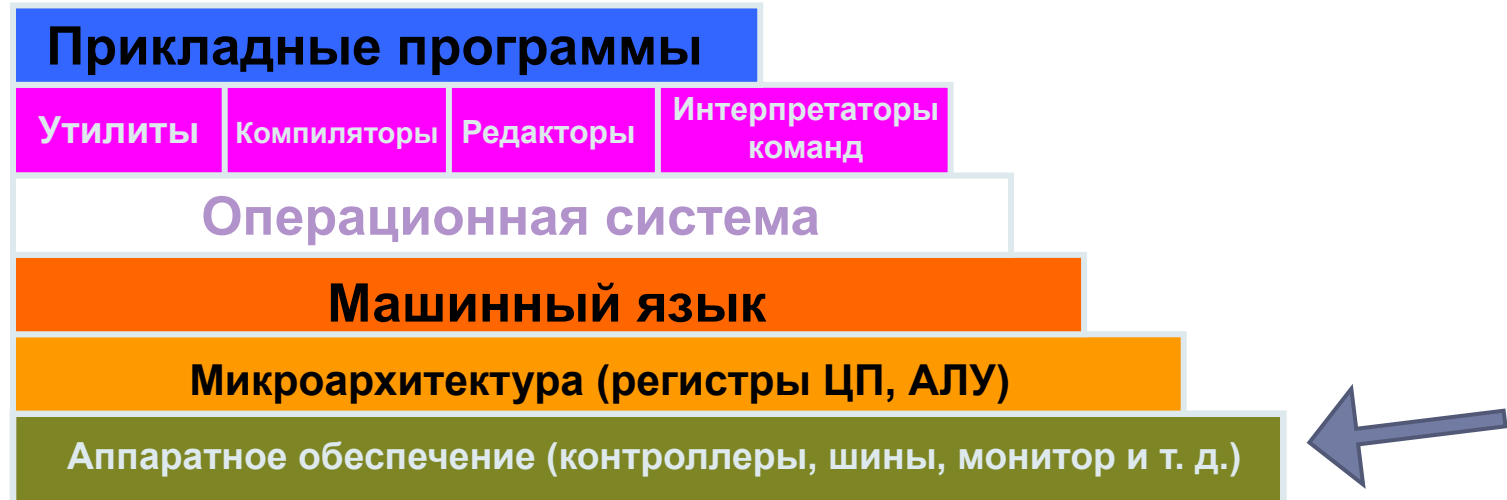 Прикладные программы
Утилиты
Компиляторы
Редакторы
Интерпретаторы
команд
Операционная система
Машинный язык
Микроархитектура (регистры ЦП, АЛУ)
Аппаратное обеспечение (контроллеры, шины, монитор и т. д.)